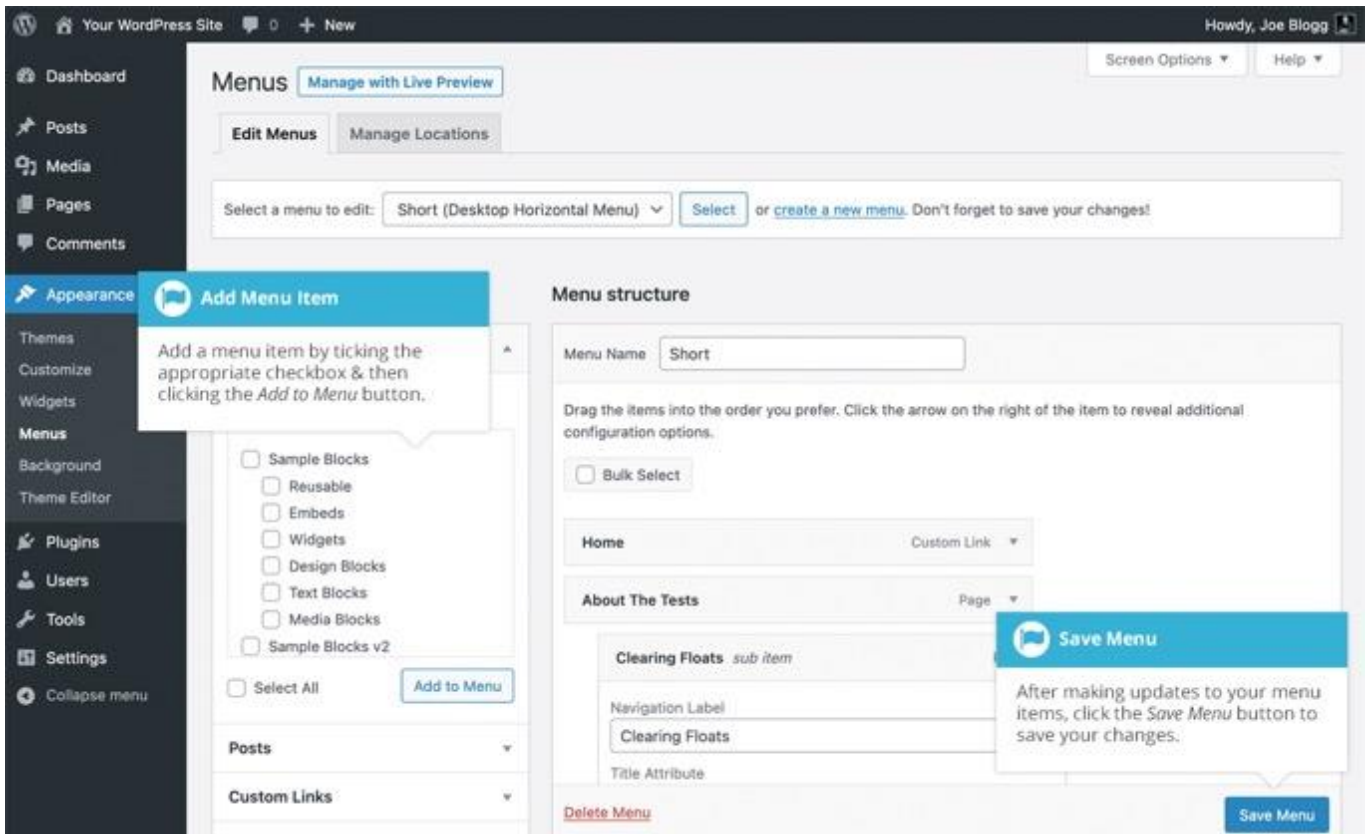 Your WordPress Site 0 + New Howdy, Joe Blogg
Screen Options Help
Dashboard
Posts
Media
Pages
Comments
Appearance
Themes
Customize
Widgets
Menus
Background
Theme Editor
Plugins
Users
Tools
Settings
Collapse menu
Menus Manage with Live Preview
Edit Menus Manage Locations
Select a menu to edit: Short (Desktop Horizontal Menu) Select or create a new menu. Don't forget to save your changes!
Add Menu Item
Add a menu item by ticking the
appropriate checkbox & then
clicking the Add to Menu button.
Sample Blocks
Reusable
Embeds
Widgets
Design Blocks
Text Blocks
Media Blocks
Sample Blocks v2
Select All Add to Menu
Posts
Custom Links
Menu structure
Menu Name Short
Drag the items into the order you prefer. Click the arrow on the right of the item to reveal additional
configuration options.
Bulk Select
Home Custom Link
About The Tests Page
Clearing Floats sub item
Navigation Label
Clearing Floats
Title Attribute
Save Menu
After making updates to your menu
items, click the Save Menu button to
save your changes.
Delete Menu Save Menu